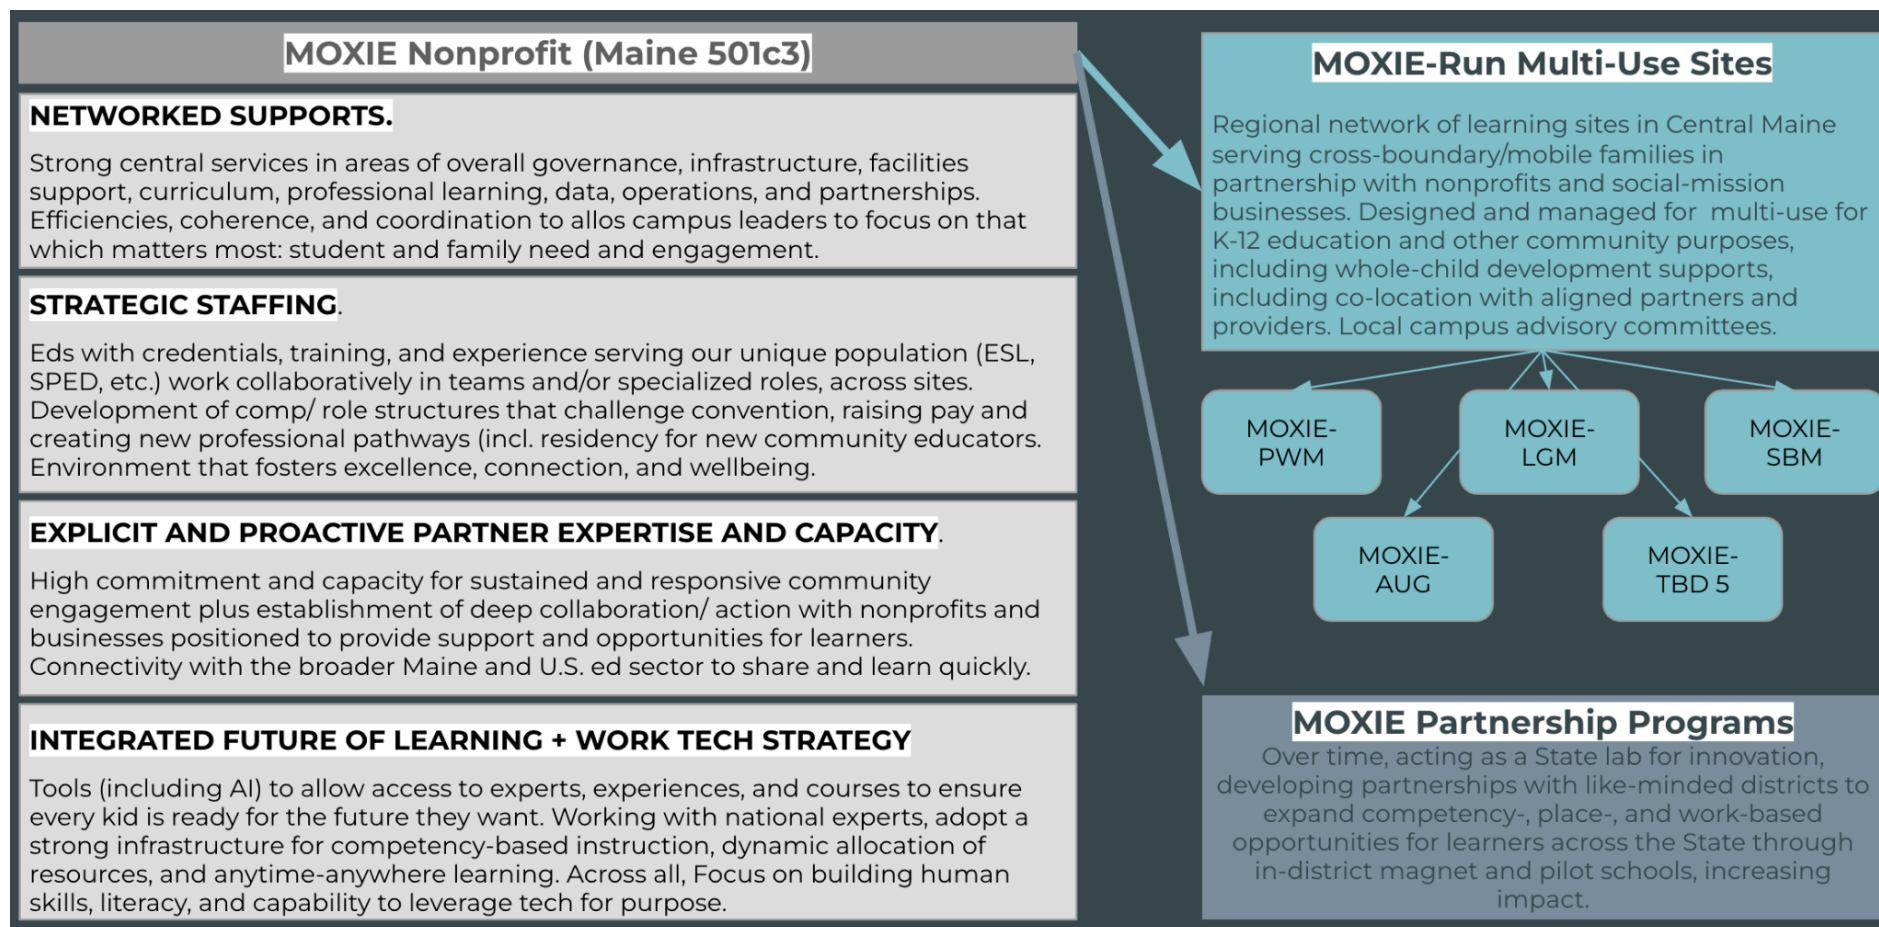 MOXIE Nonprofit (Maine 501c3)
NETWORKED SUPPORTS.
Strong central services in areas of overall governance, infrastructure, facilities
support, curriculum, professional learning, data, operations, and partnerships.
Efficiencies, coherence, and coordination to allos campus leaders to focus on that
which matters most: student and family need and engagement.
STRATEGIC STAFFING.
Eds with credentials, training, and experience serving our unique population (ESL,
SPED, etc.) work collaboratively in teams and/or specialized roles, across sites.
Development of comp/ role structures that challenge convention, raising pay and
creating new professional pathways (incl. residency for new community educators.
Environment that fosters excellence, connection, and wellbeing.
EXPLICIT AND PROACTIVE PARTNER EXPERTISE AND CAPACITY.
High commitment and capacity for sustained and responsive community
engagement plus establishment of deep collaboration/ action with nonprofits and
businesses positioned to provide support and opportunities for learners.
Connectivity with the broader Maine and U.S. ed sector to share and learn quickly.
INTEGRATED FUTURE OF LEARNING + WORK TECH STRATEGY
Tools (including AI) to allow access to experts, experiences, and courses to ensure
every kid is ready for the future they want. Working with national experts, adopt a
strong infrastructure for competency-based instruction, dynamic allocation of
resources, and anytime-anywhere learning. Across all, Focus on building human
skills, literacy, and capability to leverage tech for purpose.
MOXIE-Run Multi-Use Sites
Regional network of learning sites in Central Maine
serving cross-boundary/mobile families in
partnership with nonprofits and social-mission
businesses. Designed and managed for  multi-use for
K-12 education and other community purposes,
including whole-child development supports,
including co-location with aligned partners and
providers. Local campus advisory committees.
MOXIE-
PWM
MOXIE-
LGM
MOXIE-
SBM
MOXIE-
AUG
MOXIE-
TBD 5
MOXIE Partnership Programs
Over time, acting as a State lab for innovation,
developing partnerships with like-minded districts to
expand competency-, place-, and work-based
opportunities for learners across the State through
in-district magnet and pilot schools, increasing
impact.